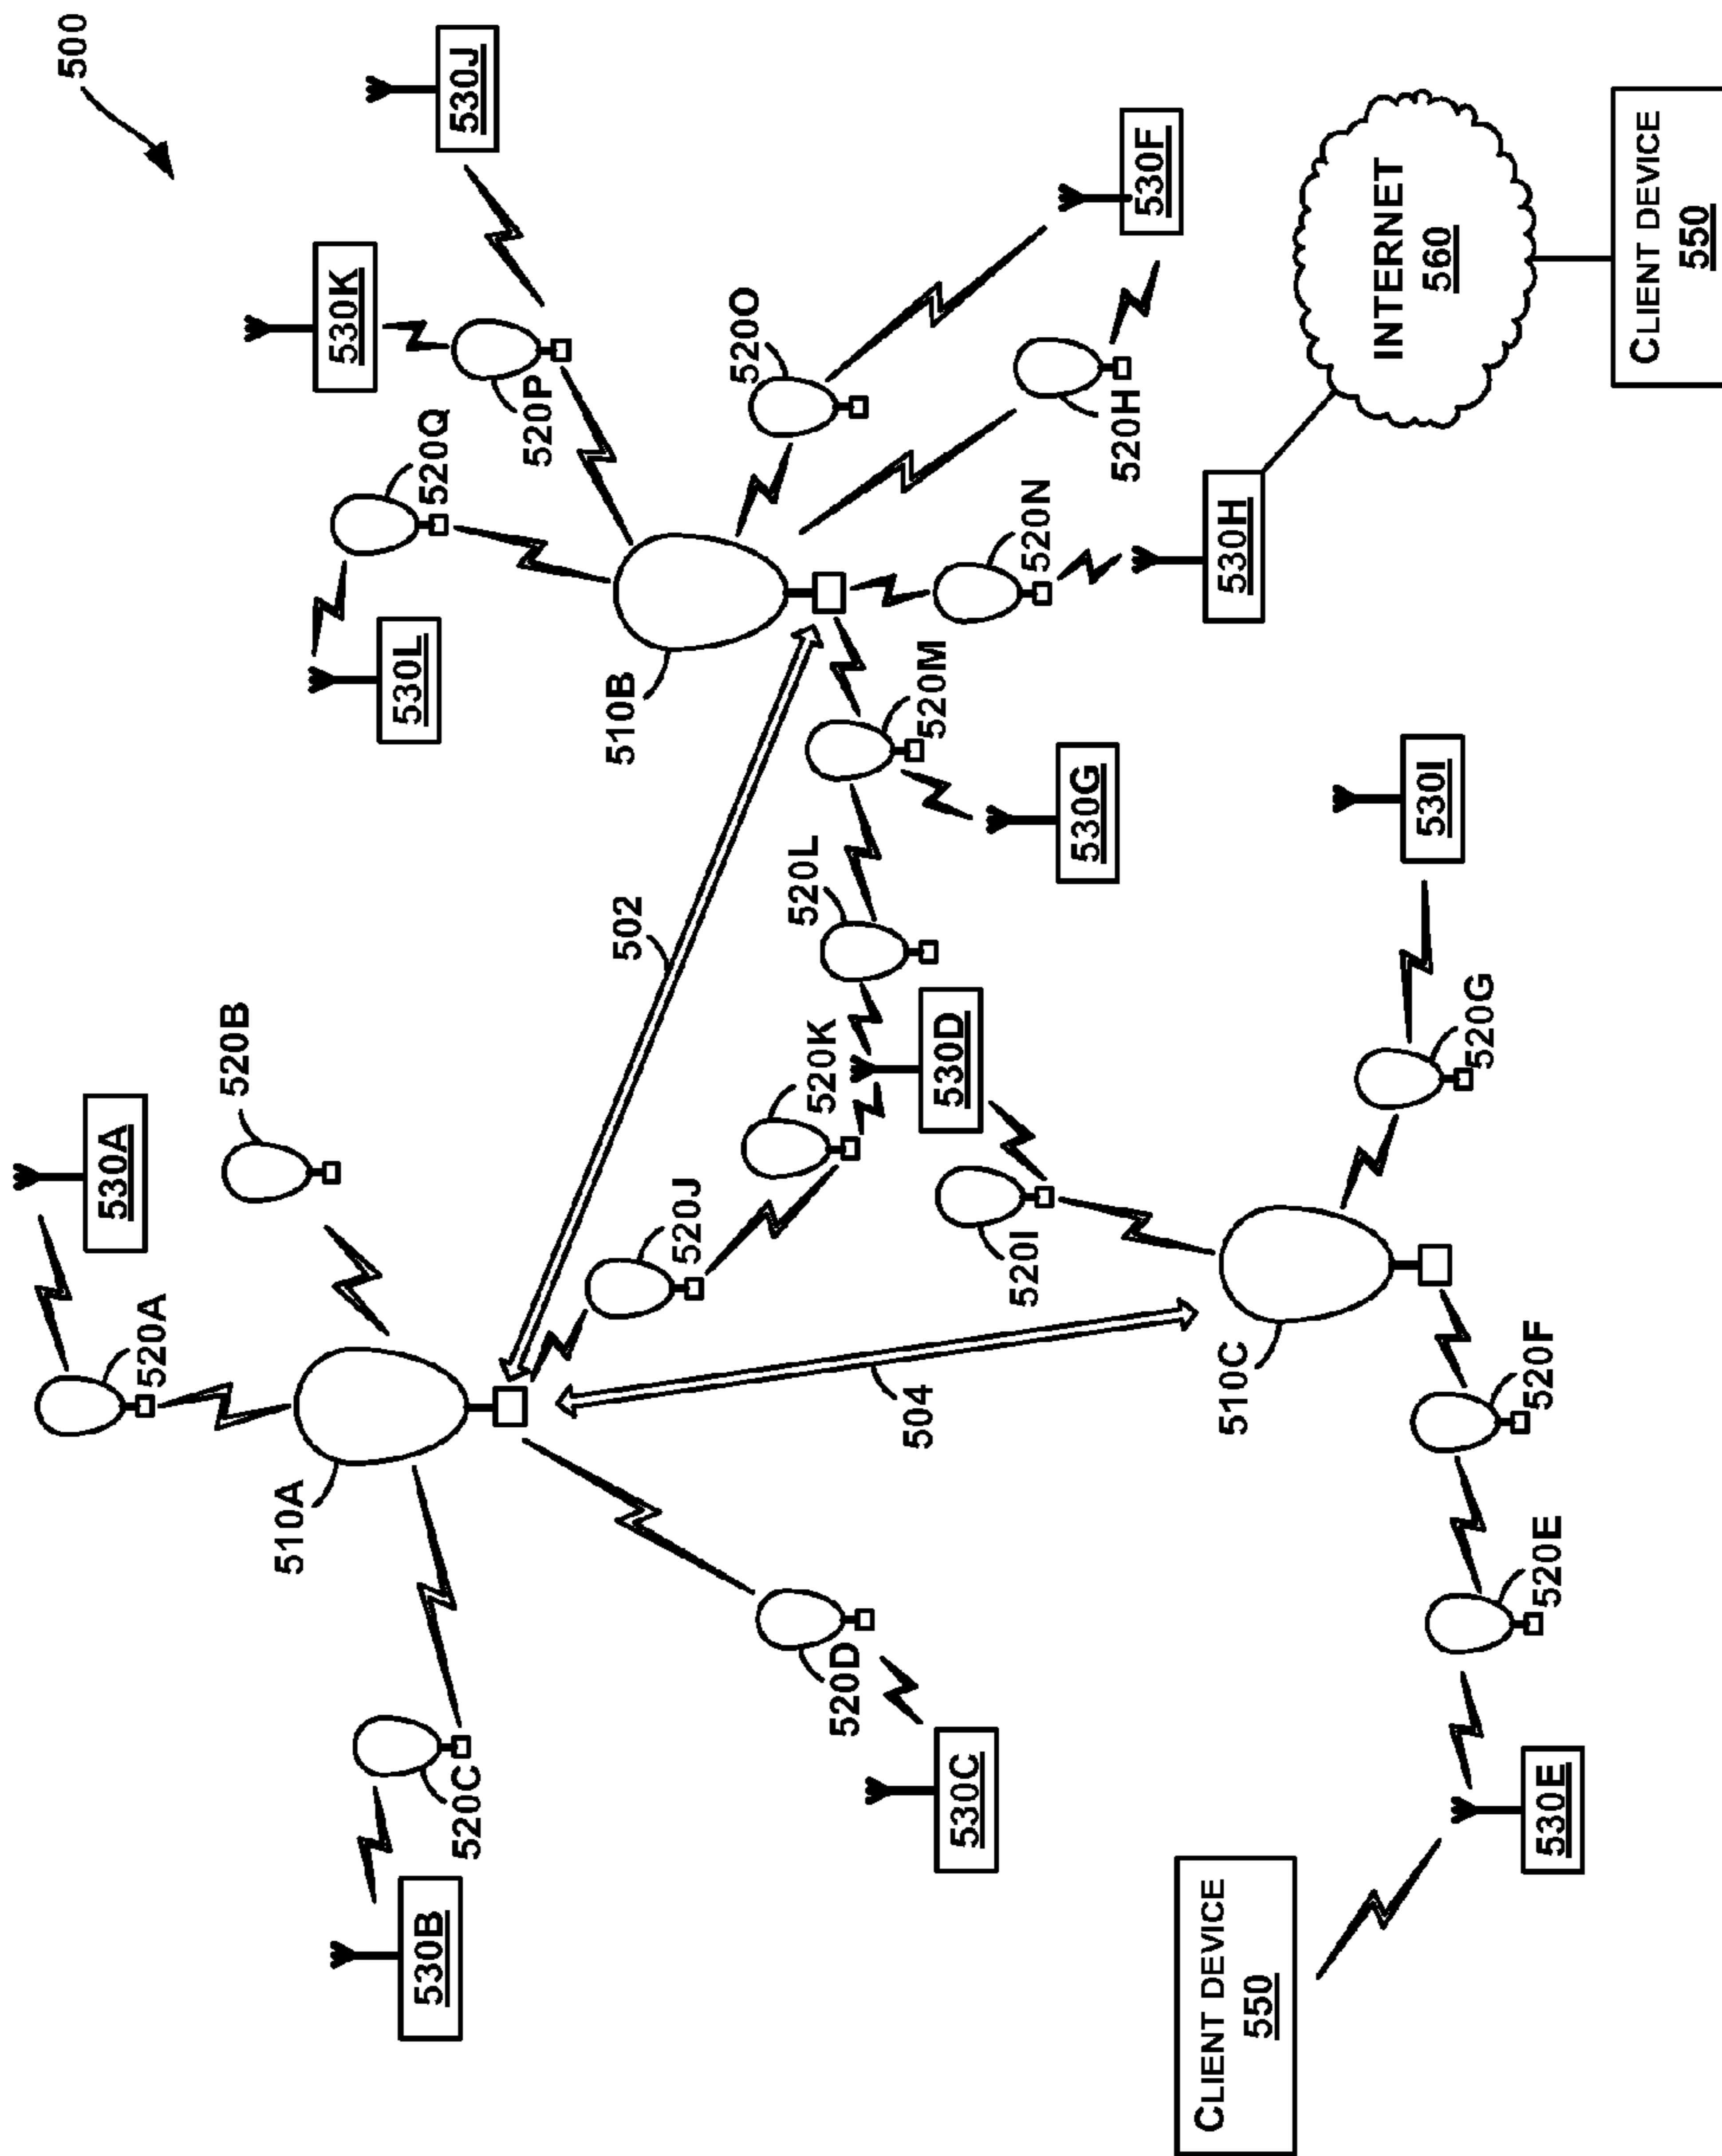 500
530A
520A
520B
510A
520C
530B
520D
530C
502
504
520J
520K
530D
520L
520M
530G
510B
530L
520Q
530K
520P
530J
520O
530F
520H
520N
530H
INTERNET
560
CLIENT DEVICE
550
520I
510C
520G
530I
520F
520E
530E
CLIENT DEVICE
550